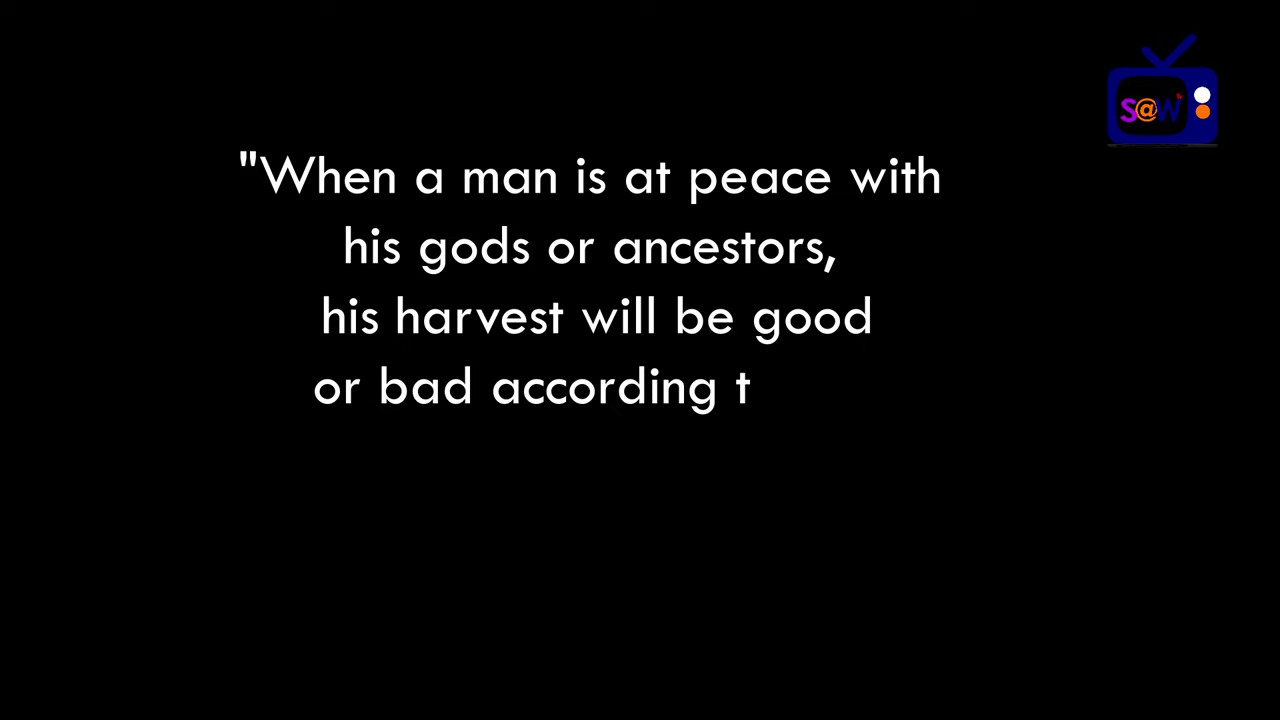 S@W
"When a man is at peace with
his gods or ancestors,
his harvest will be good
or bad according t